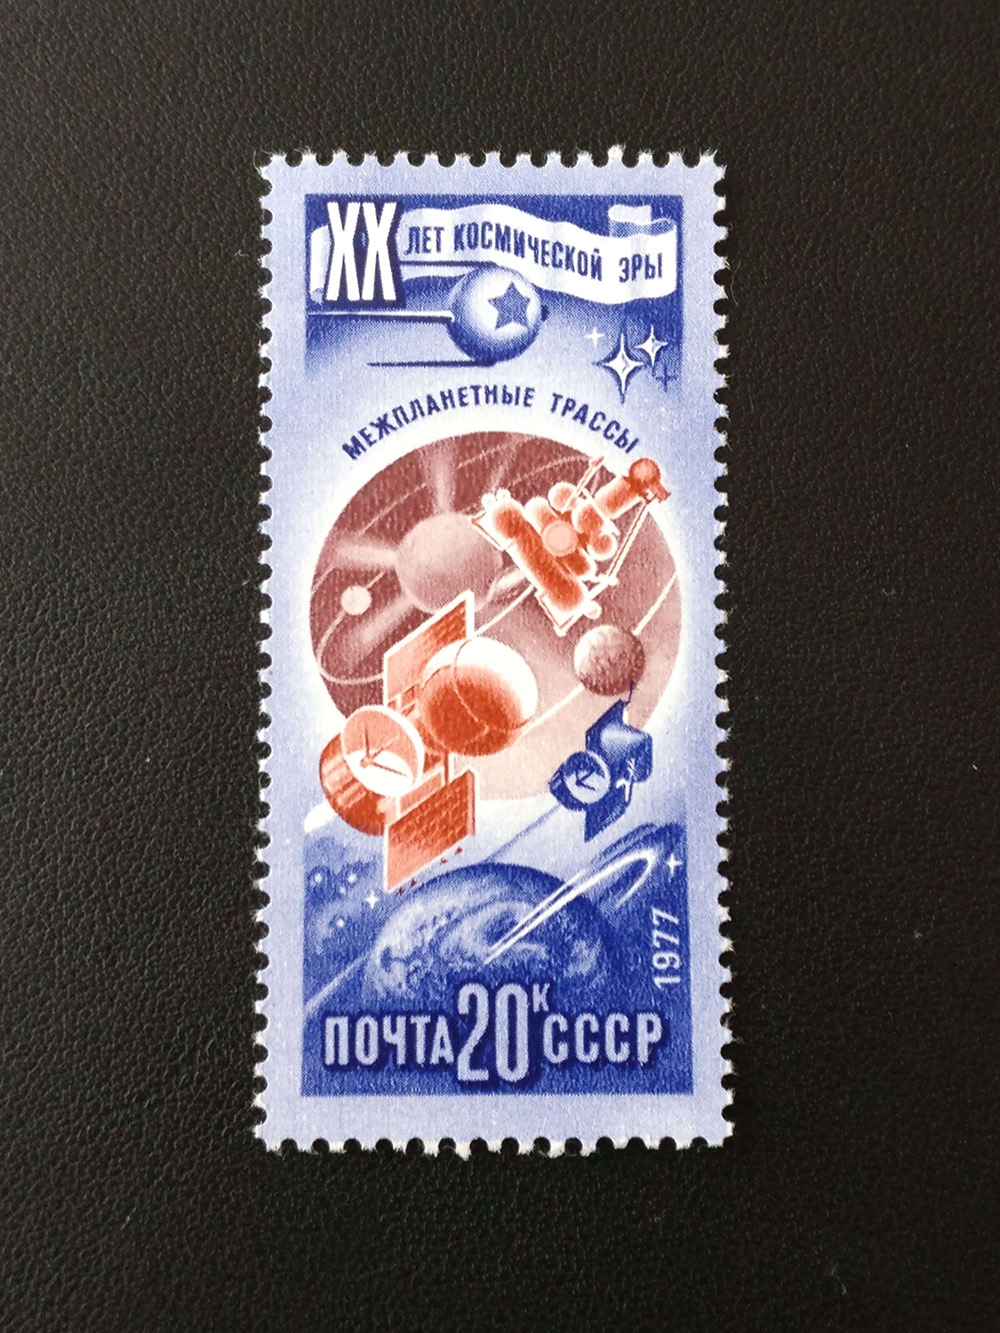 XX ЛЕТ КОСМИЧЕСКОЙ ЭРЫ
МЕЖПЛАНЕТНЫЕ ТРАССЫ
1977
ПОЧТА 20К СССР